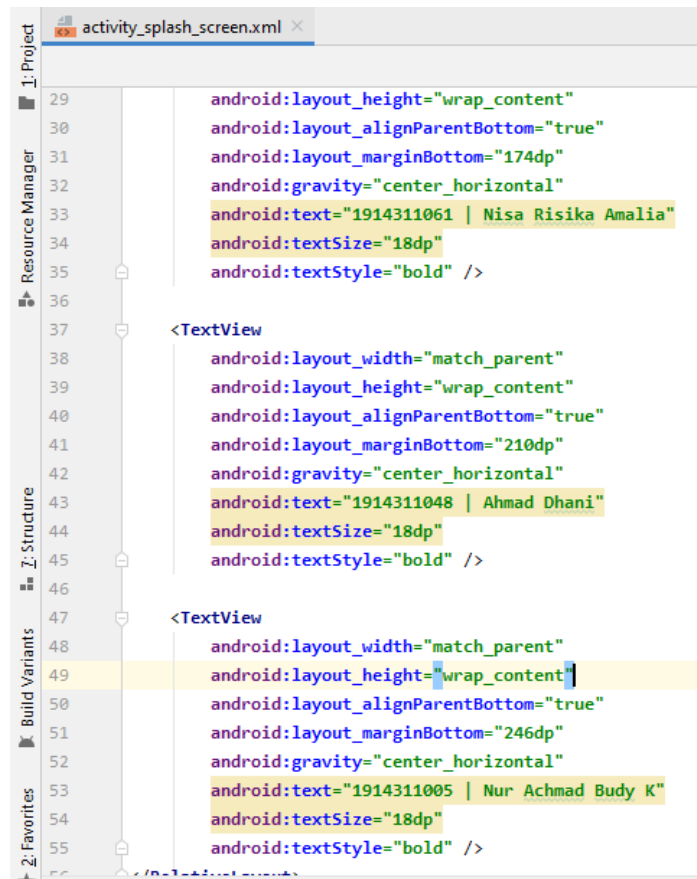 activity_splash_screen.xml
1: Project
Resource Manager
7: Structure
Build Variants
2: Favorites
29 android:layout_height="wrap_content"
30 android:layout_alignParentBottom="true"
31 android:layout_marginBottom="174dp"
32 android:gravity="center_horizontal"
33 android:text="1914311061 | Nisa Risika Amalia"
34 android:textSize="18dp"
35 android:textStyle="bold" />
36
37 <TextView
38 android:layout_width="match_parent"
39 android:layout_height="wrap_content"
40 android:layout_alignParentBottom="true"
41 android:layout_marginBottom="210dp"
42 android:gravity="center_horizontal"
43 android:text="1914311048 | Ahmad Dhani"
44 android:textSize="18dp"
45 android:textStyle="bold" />
46
47 <TextView
48 android:layout_width="match_parent"
49 android:layout_height="wrap_content"
50 android:layout_alignParentBottom="true"
51 android:layout_marginBottom="246dp"
52 android:gravity="center_horizontal"
53 android:text="1914311005 | Nur Achmad Budy K"
54 android:textSize="18dp"
55 android:textStyle="bold" />
56 </RelativeLayout>